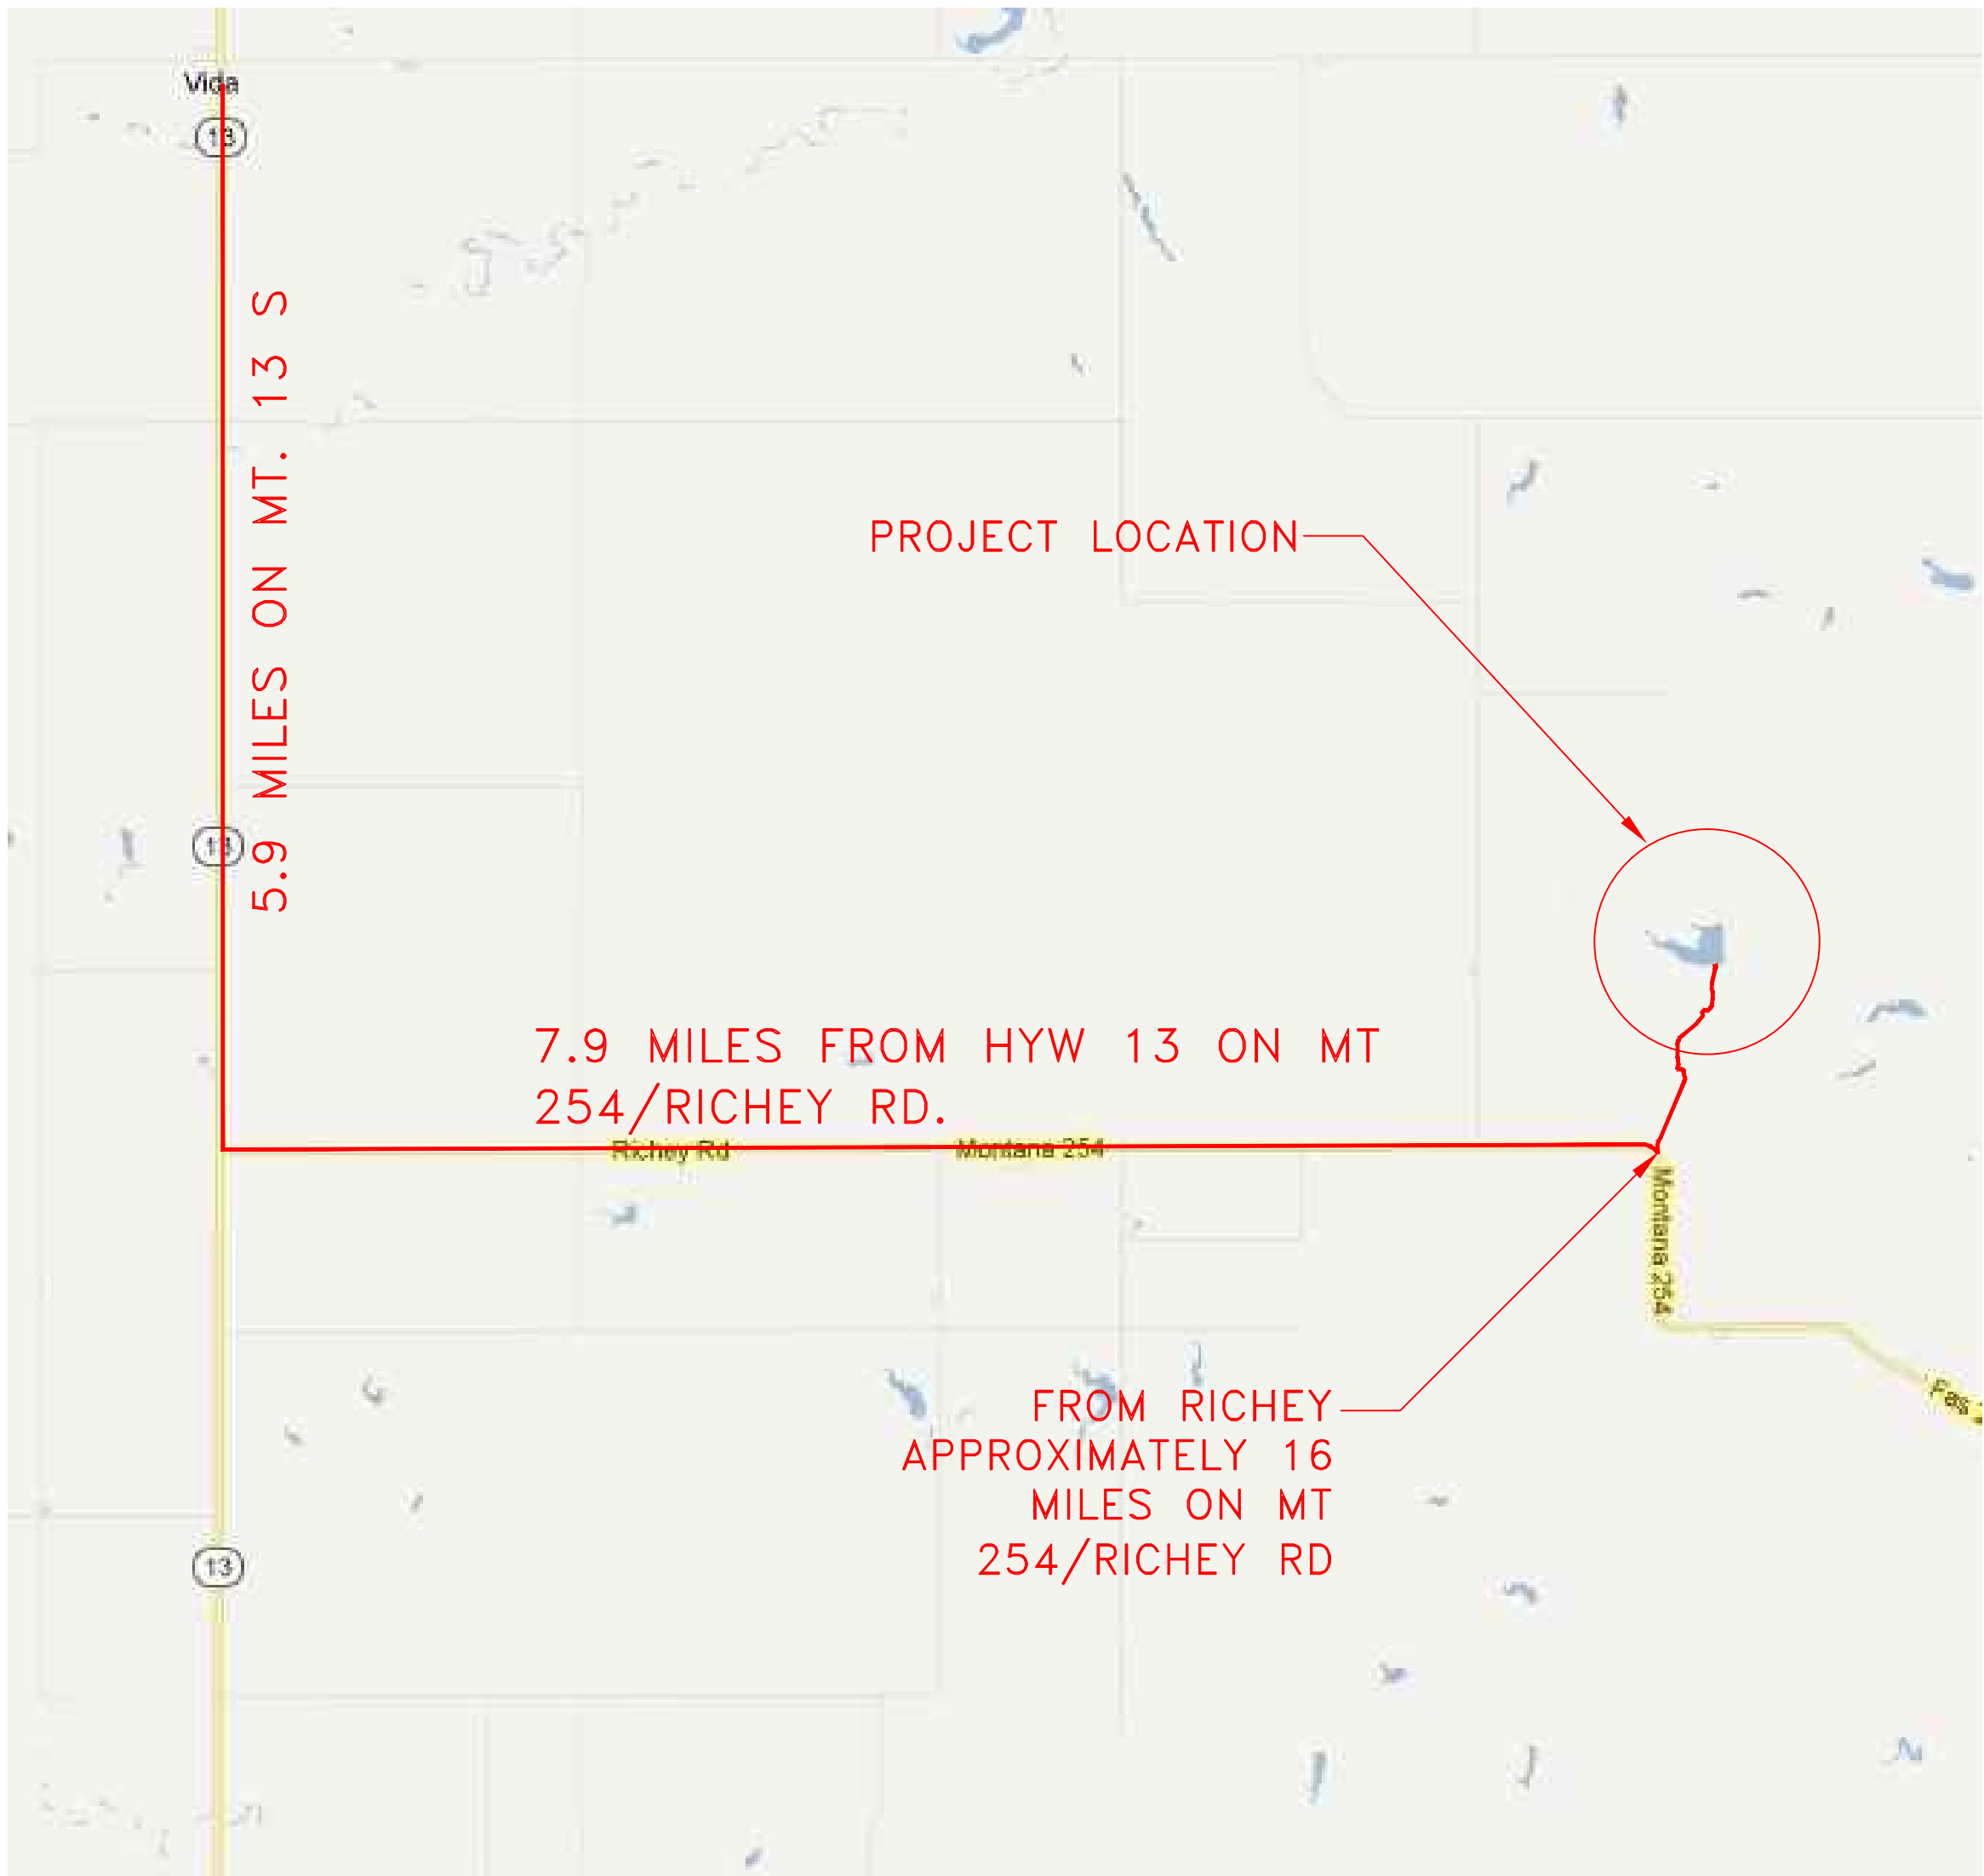 Vida
13
5.9 MILES ON MT. 13 S
PROJECT LOCATION
13
7.9 MILES FROM HYW 13 ON MT
254/RICHEY RD.
Richey Rd
Montana 254
Montana 254
Fas
FROM RICHEY
APPROXIMATELY 16
MILES ON MT
254/RICHEY RD
13